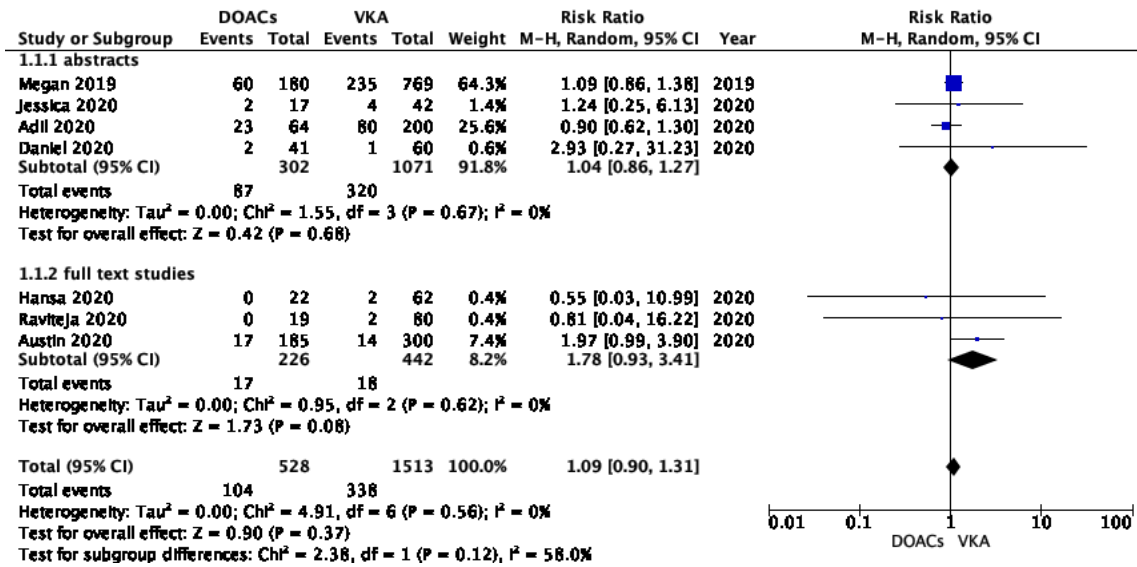 DOACs VKA Risk Ratio Risk Ratio
Study or Subgroup Events Total Events Total Weight M-H, Random, 95% CI Year M-H, Random, 95% CI
1.1.1 abstracts
Megan 2019 60 180 235 769 64.3% 1.09 [0.86, 1.38] 2019
Jessica 2020 2 17 4 42 1.4% 1.24 [0.25, 6.13] 2020
Adil 2020 23 64 80 200 25.6% 0.90 [0.62, 1.30] 2020
Daniel 2020 2 41 1 60 0.6% 2.93 [0.27, 31.23] 2020
Subtotal (95% CI) 302 1071 91.8% 1.04 [0.86, 1.27]
Total events 87 320
Heterogeneity: Tau² = 0.00; Chi² = 1.55, df = 3 (P = 0.67); I² = 0%
Test for overall effect: Z = 0.42 (P = 0.68)
1.1.2 full text studies
Hansa 2020 0 22 2 62 0.4% 0.55 [0.03, 10.99] 2020
Raviteja 2020 0 19 2 80 0.4% 0.81 [0.04, 16.22] 2020
Austin 2020 17 185 14 300 7.4% 1.97 [0.99, 3.90] 2020
Subtotal (95% CI) 226 442 8.2% 1.78 [0.93, 3.41]
Total events 17 18
Heterogeneity: Tau² = 0.00; Chi² = 0.95, df = 2 (P = 0.62); I² = 0%
Test for overall effect: Z = 1.73 (P = 0.08)
Total (95% CI) 528 1513 100.0% 1.09 [0.90, 1.31]
Total events 104 338
Heterogeneity: Tau² = 0.00; Chi² = 4.91, df = 6 (P = 0.56); I² = 0%
Test for overall effect: Z = 0.90 (P = 0.37)
Test for subgroup differences: Chi² = 2.38, df = 1 (P = 0.12), I² = 58.0%
0.01 0.1 1 10 100
DOACs VKA